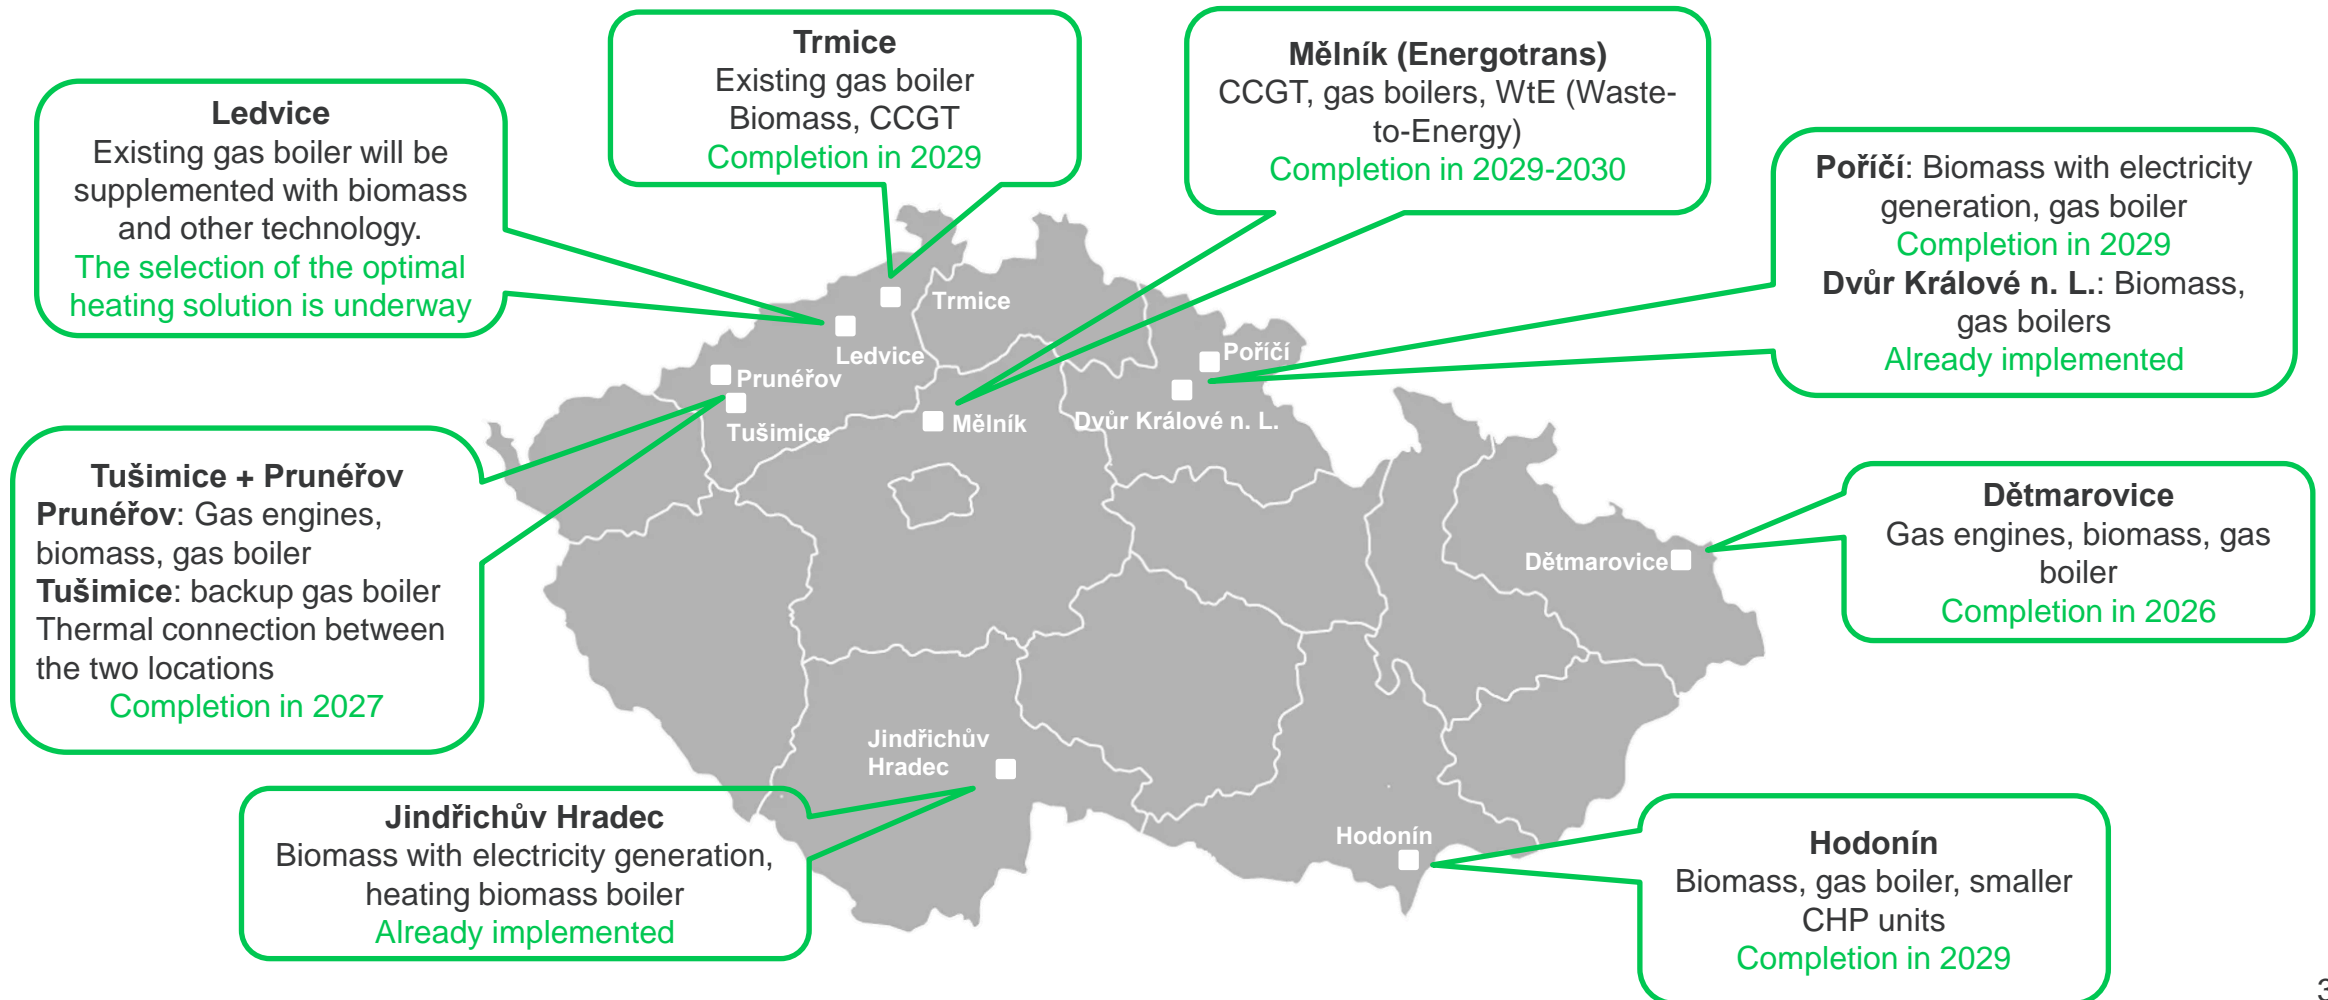 Trmice
Existing gas boiler
Biomass, CCGT
Completion in 2029
Mělník (Energotrans)
CCGT, gas boilers, WtE (Waste-
to-Energy)
Completion in 2029-2030
Ledvice
Existing gas boiler will be
supplemented with biomass
and other technology.
The selection of the optimal
heating solution is underway
Poříčí: Biomass with electricity
generation, gas boiler
Completion in 2029
Dvůr Králové n. L.: Biomass,
gas boilers
Already implemented
Trmice
Ledvice
Poříčí
Prunéřov
Tušimice
Mělník
Dvůr Králové n. L.
Tušimice + Prunéřov
Prunéřov: Gas engines,
biomass, gas boiler
Tušimice: backup gas boiler
Thermal connection between
the two locations
Completion in 2027
Dětmarovice
Gas engines, biomass, gas
boiler
Completion in 2026
Dětmarovice
Jindřichův
Hradec
Jindřichův Hradec
Biomass with electricity generation,
heating biomass boiler
Already implemented
Hodonín
Hodonín
Biomass, gas boiler, smaller
CHP units
Completion in 2029